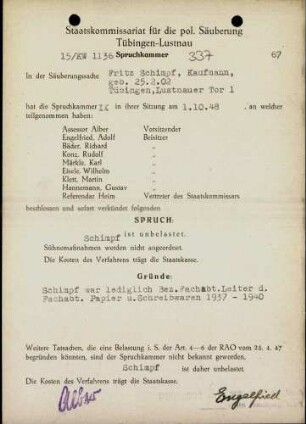 Staatskommissariat für die pol. Säuberung
Tübingen-Lustnau
15/KW 1136 Spruchkammer 337 67
In der Säuberungssache Fritz Schimpf, Kaufmann,
geb. 25.2.02
Tübingen, Lustnauer Tor 1
hat die Spruchkammer IX in ihrer Sitzung am 1.10.48 , an welcher
teilgenommen haben:
Assessor Alber Vorsitzender
Engelfried, Adolf Beisitzer
Bäder, Richard "
Konz, Rudolf "
Märkle, Karl "
Eisele, Wilhelm "
Klett, Martin "
Hannemann, Gustav "
Referendar Heim Vertreter des Staatskommissars
beschlossen und sofort verkündet folgenden
SPRUCH:
Schimpf ist unbelastet.
Sühnemaßnahmen werden nicht angeordnet.
Die Kosten des Verfahrens trägt die Staatskasse.
Gründe:
Schimpf war lediglich Bez.Fachabt.Leiter d.
Fachabt. Papier u.Schreibwaren 1937 - 1940
Weitere Tatsachen, die eine Belastung i. S. der Art. 4—6 der RAO vom 25. 4. 47
begründen könnten, sind der Spruchkammer nicht bekannt geworden,
Schimpf ist daher unbelastet.
Die Kosten des Verfahrens trägt die Staatskasse.
Alber Engelfried